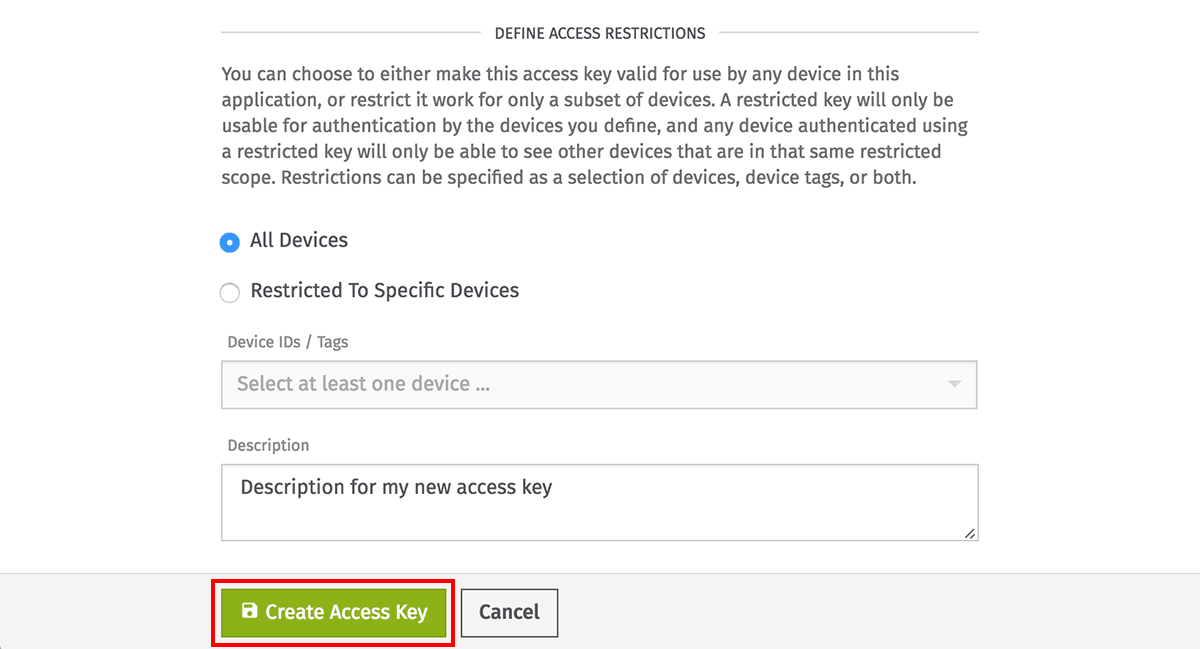 DEFINE ACCESS RESTRICTIONS
You can choose to either make this access key valid for use by any device in this
application, or restrict it work for only a subset of devices. A restricted key will only be
usable for authentication by the devices you define, and any device authenticated using
a restricted key will only be able to see other devices that are in that same restricted
scope. Restrictions can be specified as a selection of devices, device tags, or both.
All Devices
Restricted To Specific Devices
Device IDs / Tags
Select at least one device ...
Description
Description for my new access key
Create Access Key Cancel